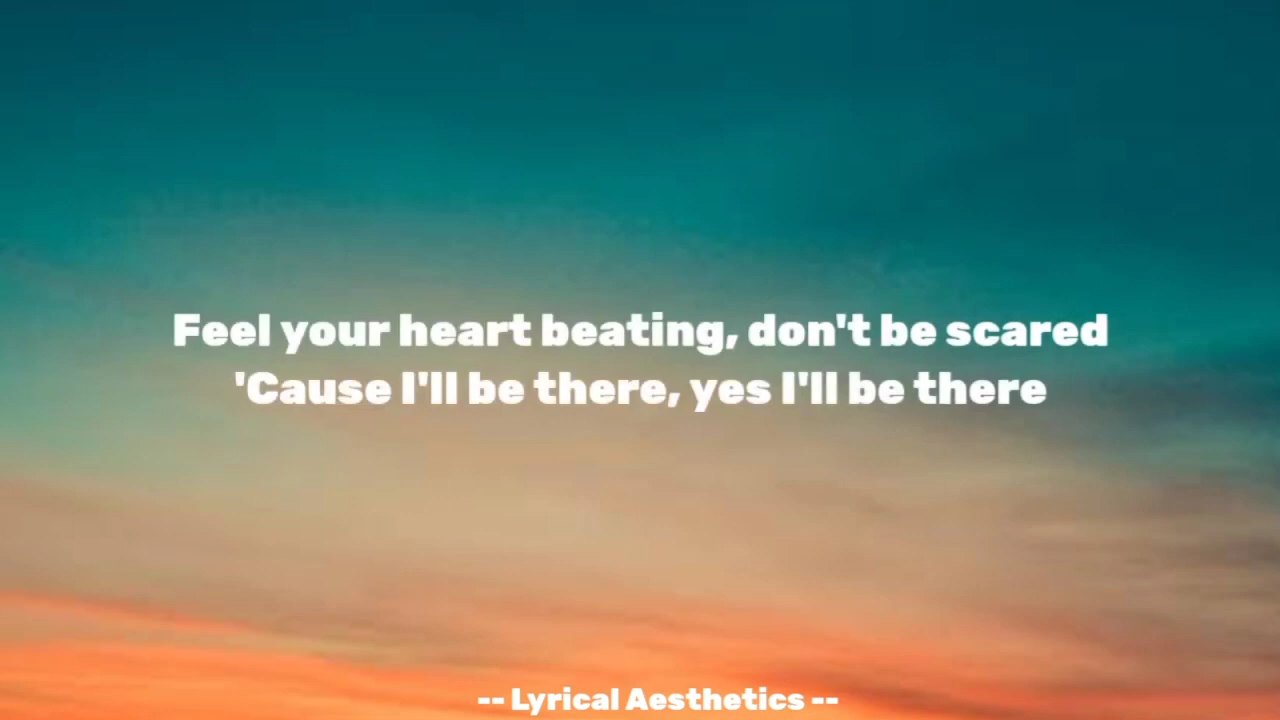 Feel your heart beating, don't be scared
'Cause I'll be there, yes I'll be there
-- Lyrical Aesthetics --